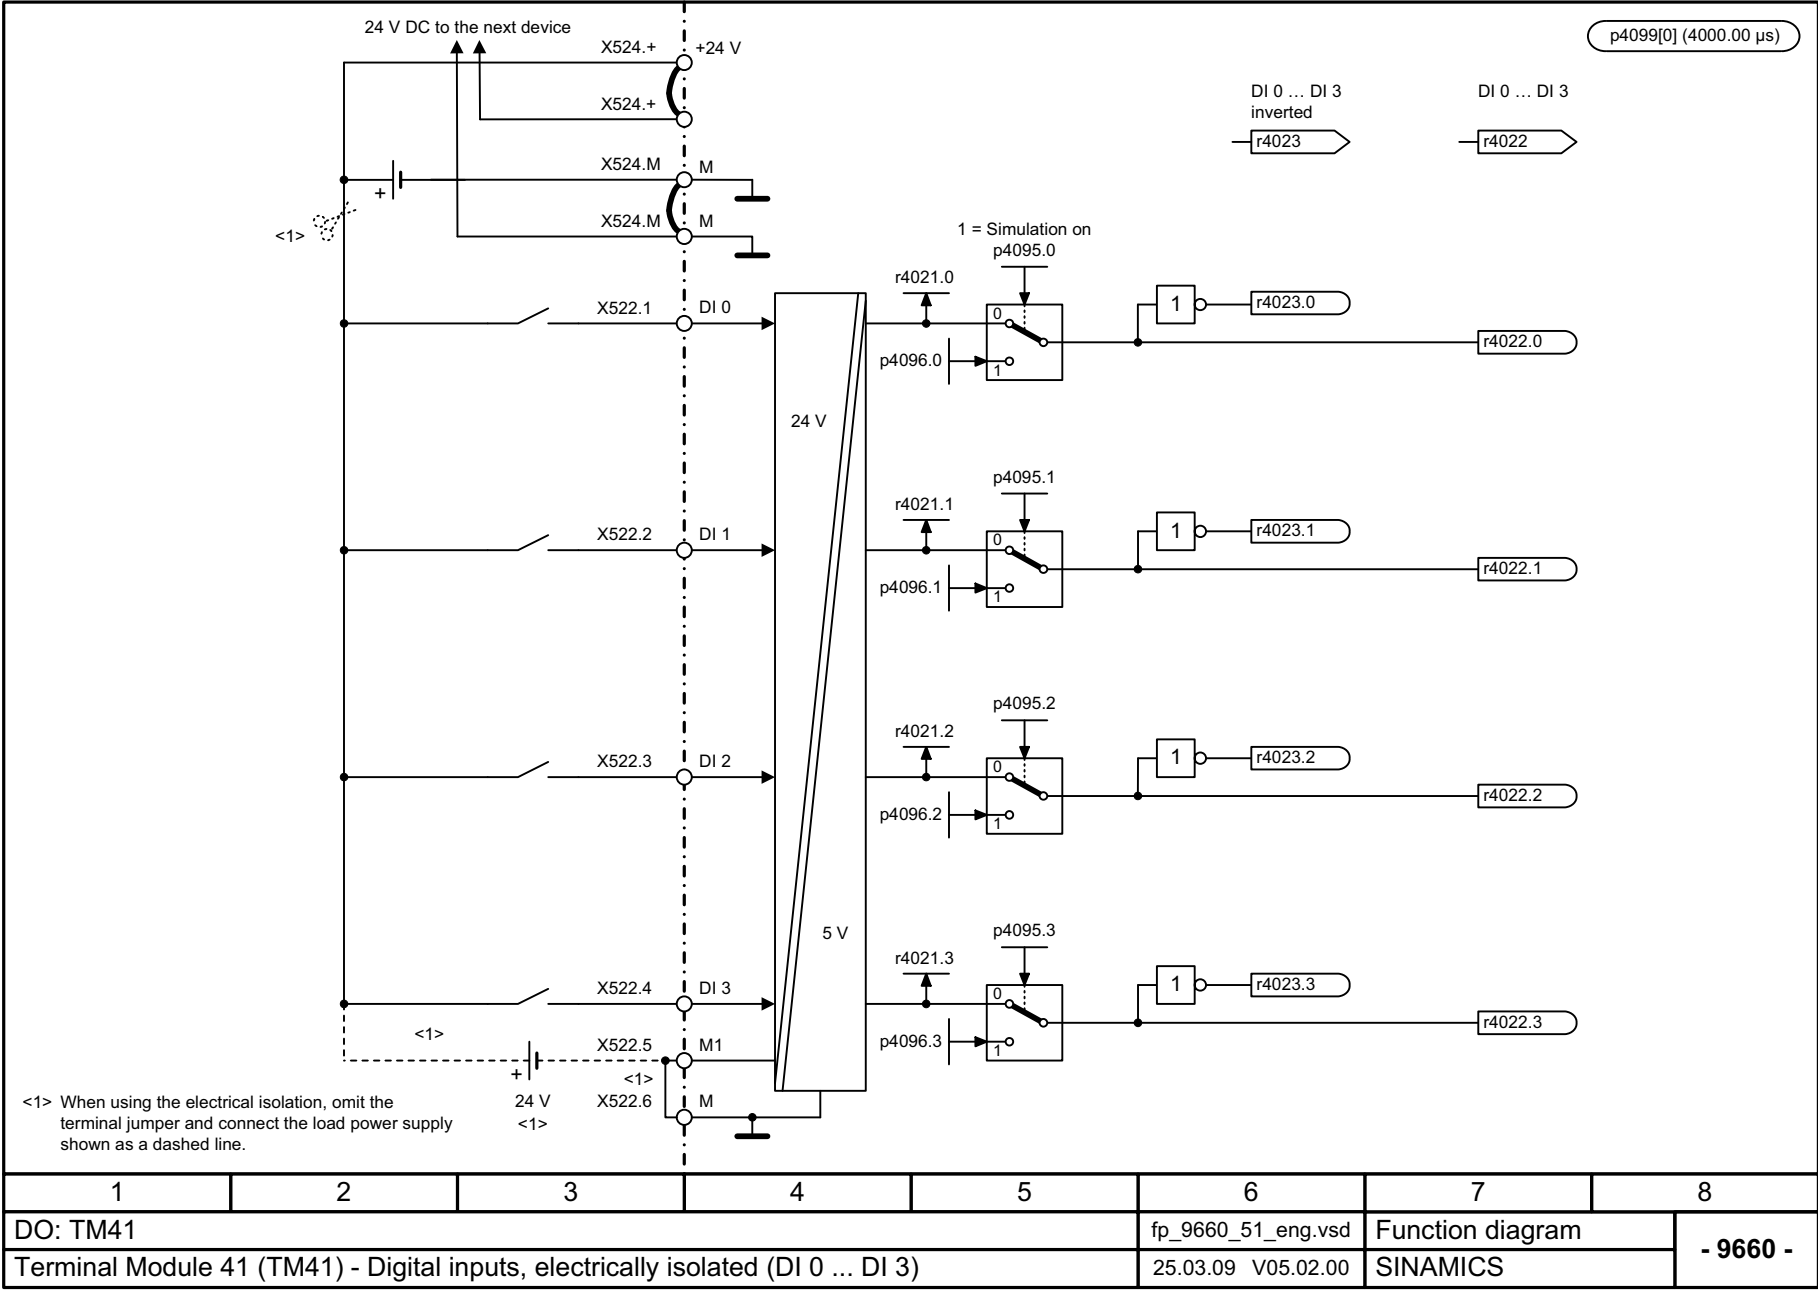 24 V DC to the next device
X524.+
+24 V
p4099[0] (4000.00 µs)
X524.+
DI 0 … DI 3
inverted
r4023
DI 0 … DI 3
r4022
X524.M
M
+
<1>
X524.M
M
1 = Simulation on
p4095.0
r4021.0
X522.1
DI 0
0
p4096.0
1
1
r4023.0
r4022.0
24 V
p4095.1
r4021.1
X522.2
DI 1
0
p4096.1
1
1
r4023.1
r4022.1
p4095.2
r4021.2
X522.3
DI 2
0
p4096.2
1
1
r4023.2
r4022.2
5 V
p4095.3
r4021.3
X522.4
DI 3
0
p4096.3
1
1
r4023.3
r4022.3
<1>
X522.5
M1
+
<1>
24 V
<1>
X522.6
M
<1> When using the electrical isolation, omit the
terminal jumper and connect the load power supply
shown as a dashed line.
1 2 3 4 5 6 7 8
DO: TM41
fp_9660_51_eng.vsd
Function diagram
- 9660 -
Terminal Module 41 (TM41) - Digital inputs, electrically isolated (DI 0 ... DI 3)
25.03.09 V05.02.00
SINAMICS